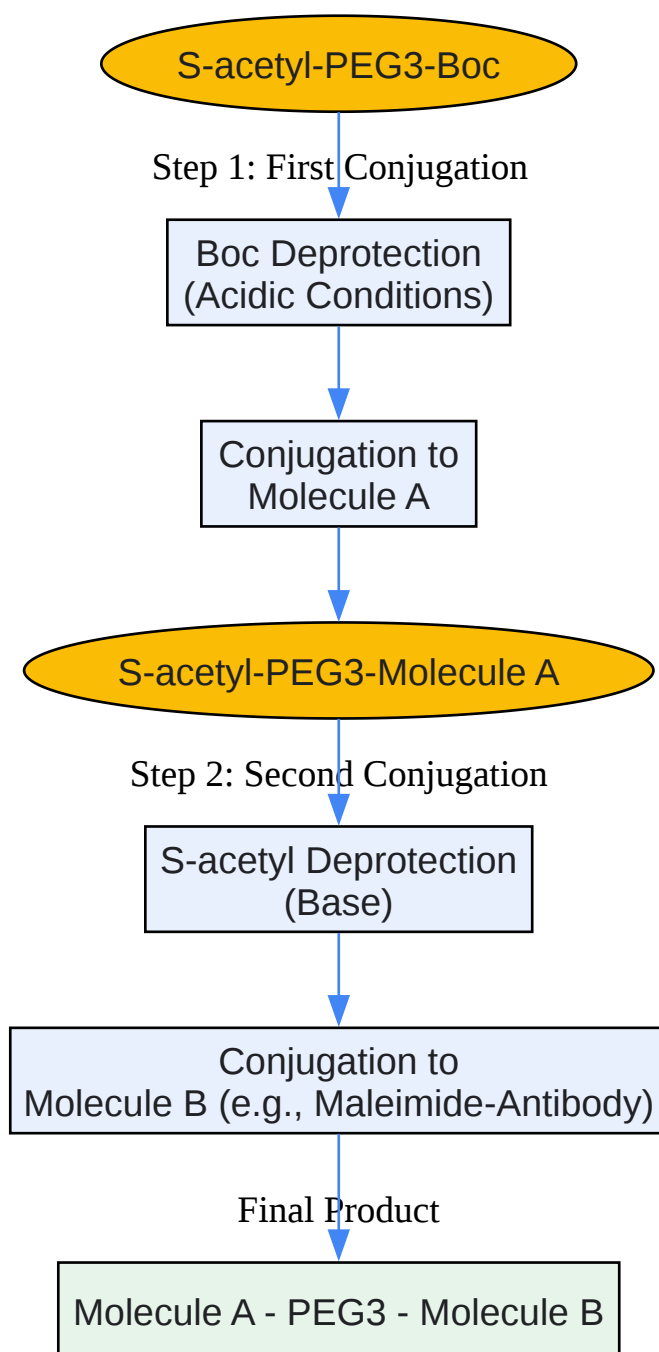 S-acetyl-PEG3-Boc
Step 1: First Conjugation
Boc Deprotection
(Acidic Conditions)
Conjugation to
Molecule A
S-acetyl-PEG3-Molecule A
Step 2: Second Conjugation
S-acetyl Deprotection
(Base)
Conjugation to
Molecule B (e.g., Maleimide-Antibody)
Final Product
Molecule A - PEG3 - Molecule B